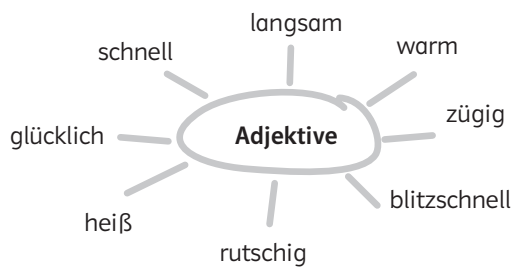 langsam
schnell
warm
zügig
glücklich
Adjektive
blitzschnell
heiß
rutschig